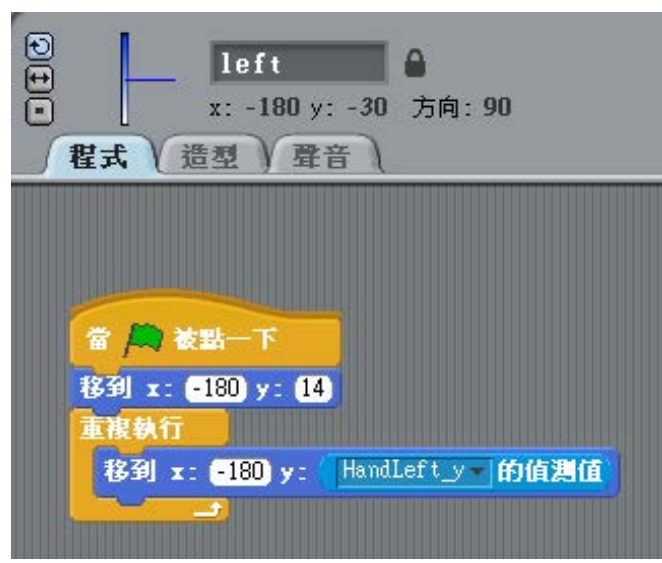 left
x: -180 y: -30 方向: 90
程式 造型 聲音
當 被點一下
移到 x: -180 y: 14
重複執行
移到 x: -180 y: HandLeft_y 的偵測值